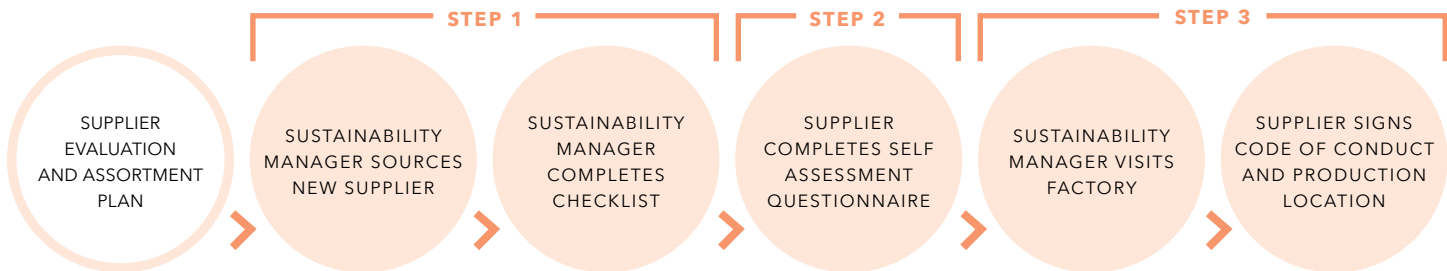 STEP 1
STEP 2
STEP 3
SUPPLIER
EVALUATION
AND ASSORTMENT
PLAN
SUSTAINABILITY
MANAGER SOURCES
NEW SUPPLIER
SUSTAINABILITY
MANAGER
COMPLETES
CHECKLIST
SUPPLIER
COMPLETES SELF
ASSESSMENT
QUESTIONNAIRE
SUSTAINABILITY
MANAGER VISITS
FACTORY
SUPPLIER SIGNS
CODE OF CONDUCT
AND PRODUCTION
LOCATION